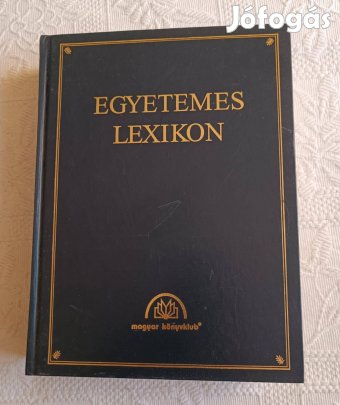 Jófogás
EGYETEMES
LEXIKON
magyar könyvklub®